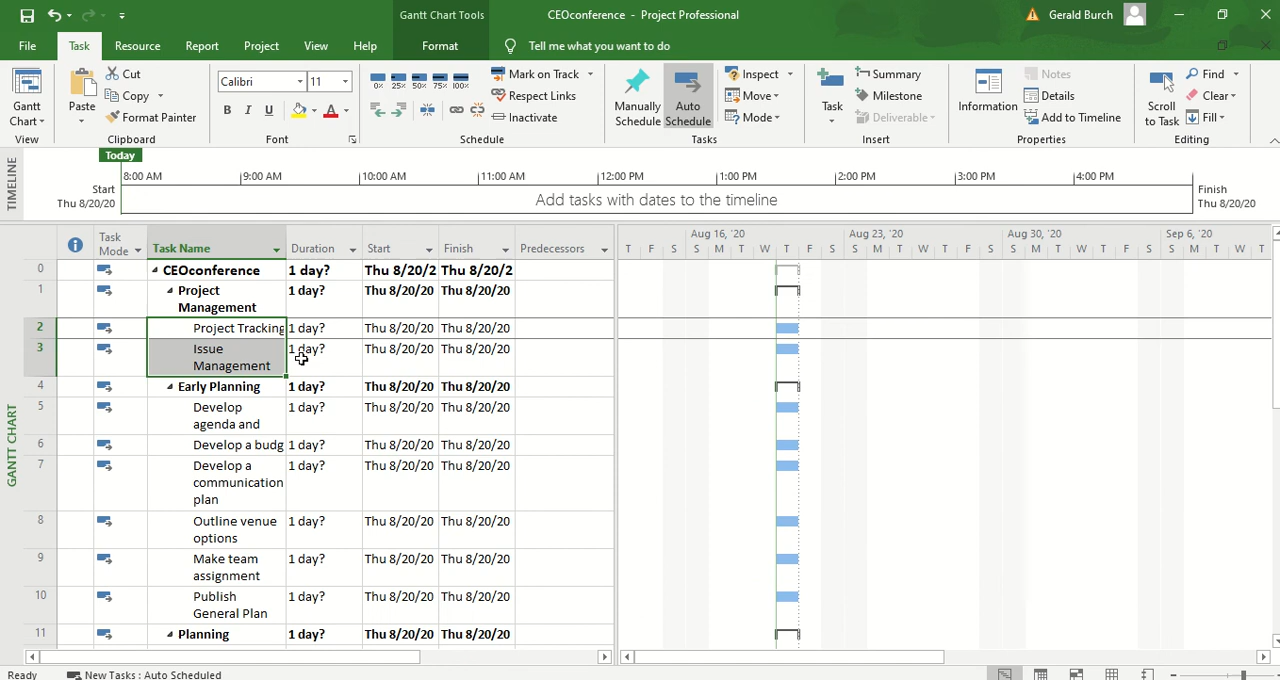 Gantt Chart Tools
CEOconference - Project Professional
Gerald Burch
File Task Resource Report Project View Help Format Tell me what you want to do
Gantt Chart
View
Paste
Cut
Copy
Format Painter
Clipboard
Calibri 11
B I U A
Font
0% 25% 50% 75% 100%
Mark on Track
Respect Links
Inactivate
Schedule
Manually Schedule
Auto Schedule
Inspect
Move
Mode
Tasks
Task
Summary
Milestone
Deliverable
Insert
Information
Notes
Details
Add to Timeline
Properties
Scroll to Task
Find
Clear
Fill
Editing
TIMELINE
Today
8:00 AM 9:00 AM 10:00 AM 11:00 AM 12:00 PM 1:00 PM 2:00 PM 3:00 PM 4:00 PM
Start
Thu 8/20/20
Add tasks with dates to the timeline
Finish
Thu 8/20/20
GANTT CHART
Task Mode Task Name Duration Start Finish Predecessors
Aug 16, '20 Aug 23, '20 Aug 30, '20 Sep 6, '20
T F S S M T W T F S S M T W T F S S M T W T F S S M T W T
0 CEOconference 1 day? Thu 8/20/2 Thu 8/20/2
1 Project 1 day? Thu 8/20/20 Thu 8/20/20
Management
2 Project Tracking 1 day? Thu 8/20/20 Thu 8/20/20
3 Issue 1 day? Thu 8/20/20 Thu 8/20/20
Management
4 Early Planning 1 day? Thu 8/20/20 Thu 8/20/20
5 Develop 1 day? Thu 8/20/20 Thu 8/20/20
agenda and
6 Develop a budg 1 day? Thu 8/20/20 Thu 8/20/20
7 Develop a 1 day? Thu 8/20/20 Thu 8/20/20
communication
plan
8 Outline venue 1 day? Thu 8/20/20 Thu 8/20/20
options
9 Make team 1 day? Thu 8/20/20 Thu 8/20/20
assignment
10 Publish 1 day? Thu 8/20/20 Thu 8/20/20
General Plan
11 Planning 1 day? Thu 8/20/20 Thu 8/20/20
Ready New Tasks : Auto Scheduled